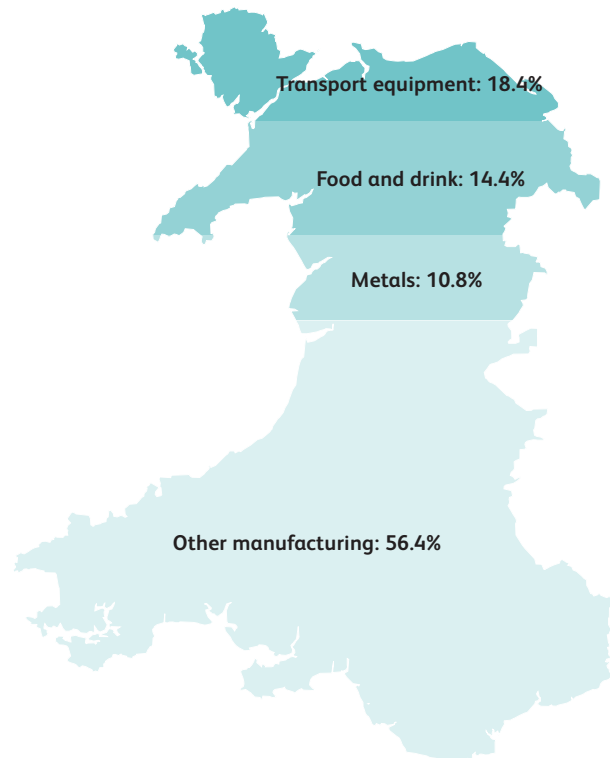 Transport equipment: 18.4%
Food and drink: 14.4%
Metals: 10.8%
Other manufacturing: 56.4%